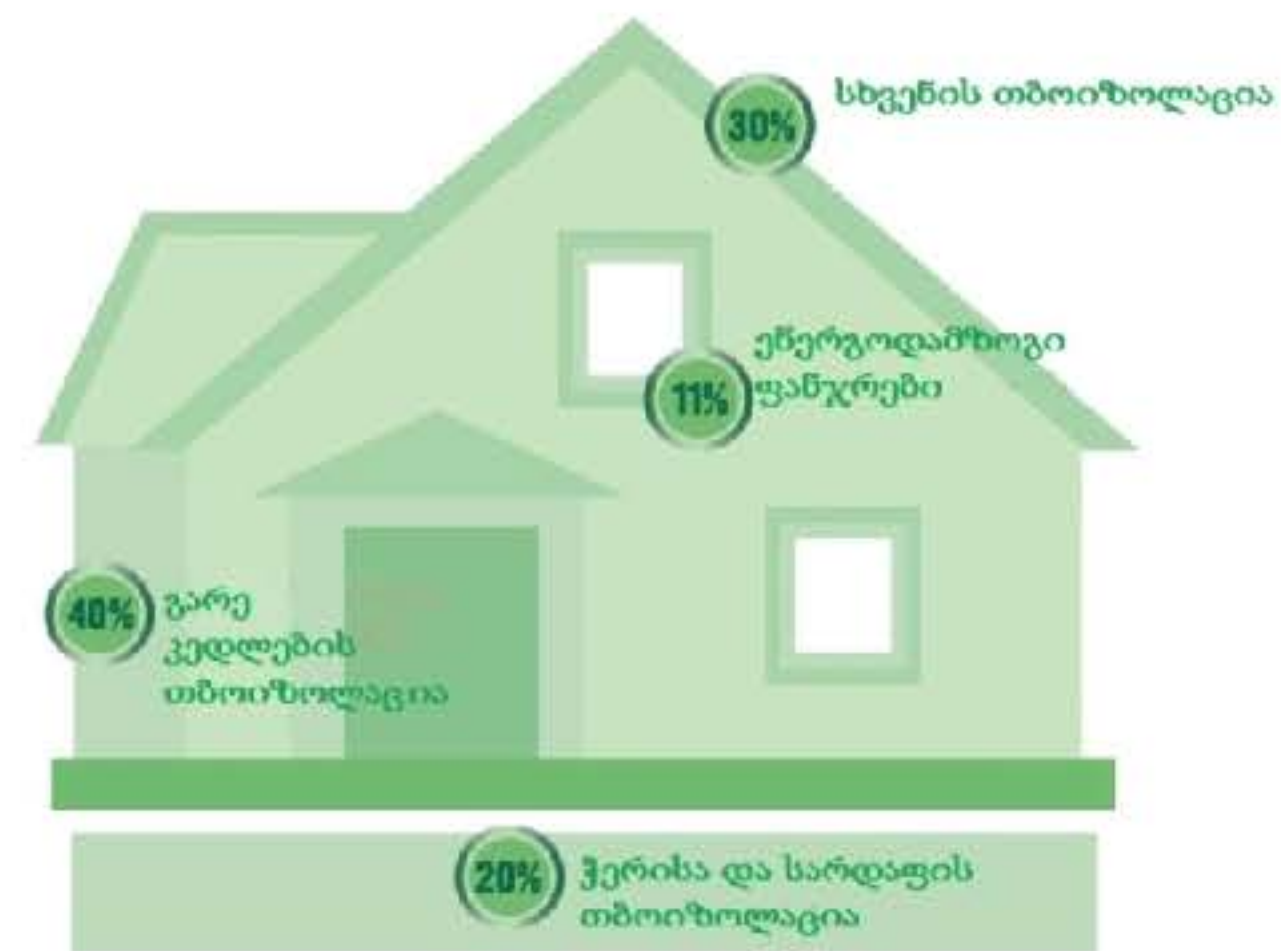 30% სხვენის თბოიზოლაცია
ენერგოდამზოგი
11% ფანჯრები
40% გარე
კედლების
თბოიზოლაცია
20% ჭერისა და სარდაფის
თბოიზოლაცია